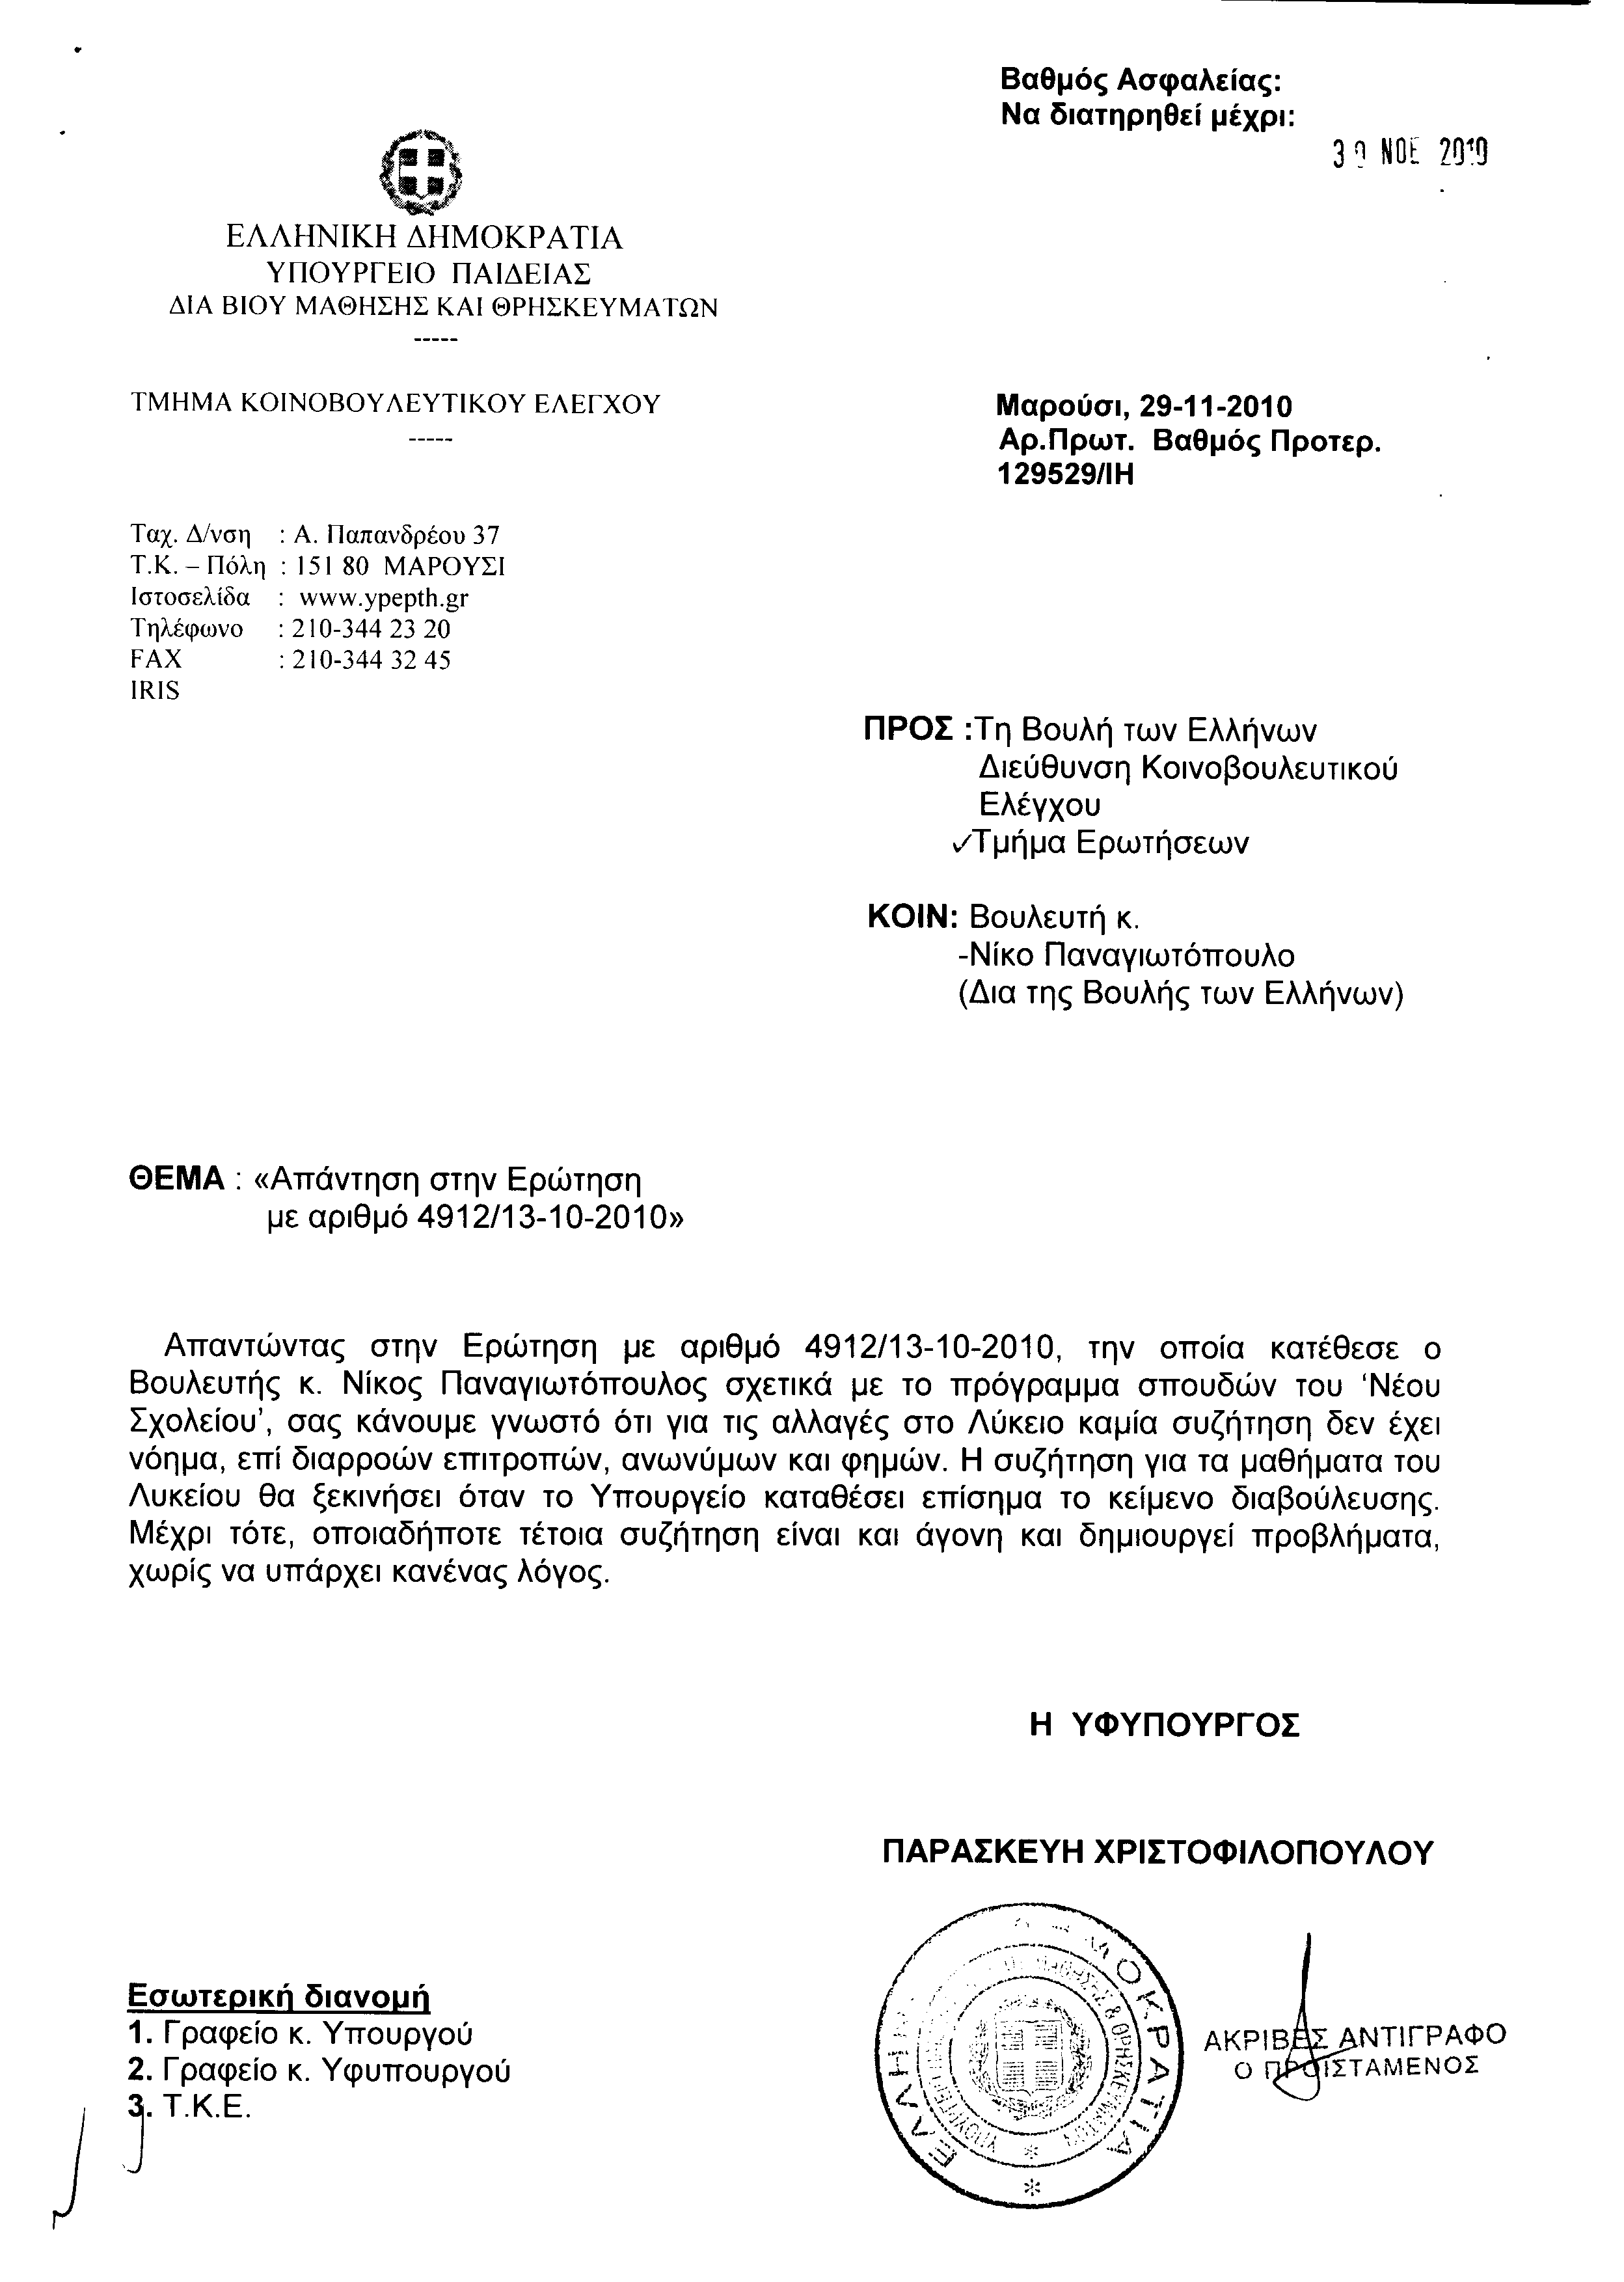 Βαθμός Ασφαλείας:
Να διατηρηθεί μέχρι:
ΝΟΕ 2010
ΕΛΛΗΝΙΚΗ ΔΗΜΟΚΡΑΤΙΑ
ΥΠΟΥΡΓΕΙΟ ΠΑΙΔΕΙΑΣ
ΔΙΑ ΒΙΟΥ ΜΑΘΗΣΗΣ ΚΑΙ ΘΡΗΣΚΕΥΜΑΤΩΝ
-----
ΤΜΗΜΑ ΚΟΙΝΟΒΟΥΛΕΥΤΙΚΟΥ ΕΛΕΓΧΟΥ
-----
Μαρούσι, 29-11-2010
Αρ.Πρωτ. Βαθμός Προτερ.
129529/ΙΗ
Ταχ. Δ/νση : Α. Παπανδρέου 37
Τ.Κ. – Πόλη : 151 80 ΜΑΡΟΥΣΙ
Ιστοσελίδα : www.ypepth.gr
Τηλέφωνο : 210-344 23 20
FAX : 210-344 32 45
IRIS
ΠΡΟΣ :Τη Βουλή των Ελλήνων
Διεύθυνση Κοινοβουλευτικού
Ελέγχου
✓Τμήμα Ερωτήσεων
ΚΟΙΝ: Βουλευτή κ.
-Νίκο Παναγιωτόπουλο
(Δια της Βουλής των Ελλήνων)
ΘΕΜΑ : «Απάντηση στην Ερώτηση
με αριθμό 4912/13-10-2010»
Απαντώντας στην Ερώτηση με αριθμό 4912/13-10-2010, την οποία κατέθεσε ο
Βουλευτής κ. Νίκος Παναγιωτόπουλος σχετικά με το πρόγραμμα σπουδών του ‘Νέου
Σχολείου’, σας κάνουμε γνωστό ότι για τις αλλαγές στο Λύκειο καμία συζήτηση δεν έχει
νόημα, επί διαρροών επιτροπών, ανωνύμων και φημών. Η συζήτηση για τα μαθήματα του
Λυκείου θα ξεκινήσει όταν το Υπουργείο καταθέσει επίσημα το κείμενο διαβούλευσης.
Μέχρι τότε, οποιαδήποτε τέτοια συζήτηση είναι και άγονη και δημιουργεί προβλήματα,
χωρίς να υπάρχει κανένας λόγος.
Η ΥΦΥΠΟΥΡΓΟΣ
ΠΑΡΑΣΚΕΥΗ ΧΡΙΣΤΟΦΙΛΟΠΟΥΛΟΥ
Εσωτερική διανομή
1. Γραφείο κ. Υπουργού
2. Γραφείο κ. Υφυπουργού
3. Τ.Κ.Ε.
ΑΚΡΙΒΕΣ ΑΝΤΙΓΡΑΦΟ
Ο ΠΡΟΪΣΤΑΜΕΝΟΣ